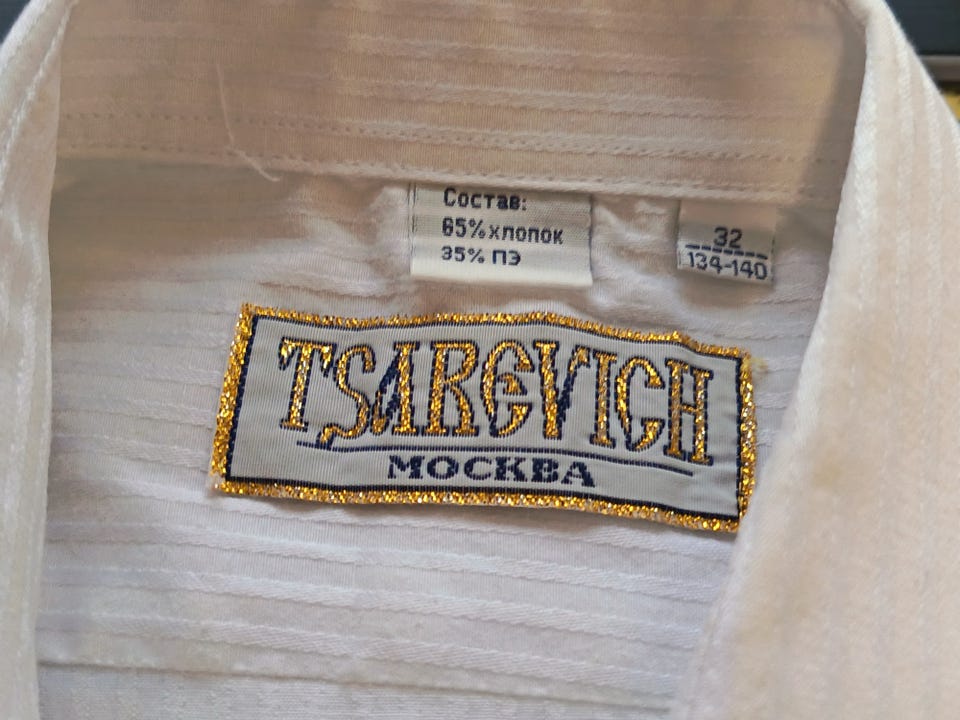 Состав:
65% хлопок
35% ПЭ
32
134-140
TSAREVICH
МОСКВА